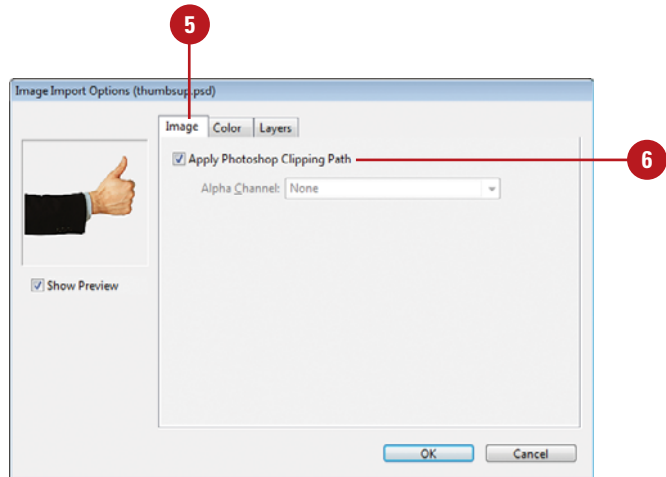 5
Image Import Options (thumbsup.psd)
Image Color Layers
Apply Photoshop Clipping Path
6
Alpha Channel: None
Show Preview
OK Cancel